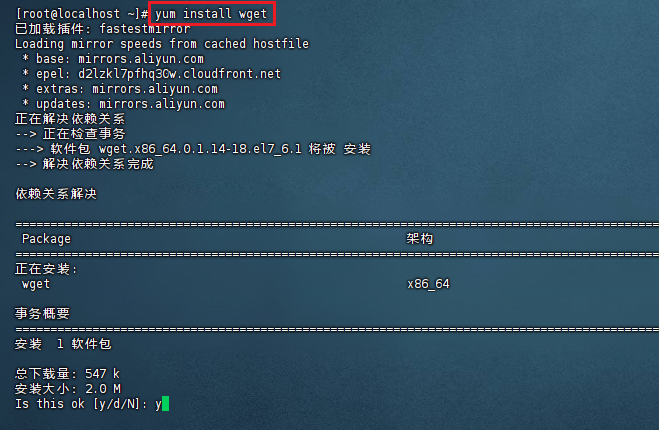 [root@localhost ~]# yum install wget
已加载插件: fastestmirror
Loading mirror speeds from cached hostfile
 * base: mirrors.aliyun.com
 * epel: d2lzkl7pfhq30w.cloudfront.net
 * extras: mirrors.aliyun.com
 * updates: mirrors.aliyun.com
正在解决依赖关系
--> 正在检查事务
---> 软件包 wget.x86_64.0.1.14-18.el7_6.1 将被 安装
--> 解决依赖关系完成
依赖关系解决
================================================================================
 Package 架构
================================================================================
正在安装:
 wget x86_64
事务概要
================================================================================
安装  1 软件包
总下载量: 547 k
安装大小: 2.0 M
Is this ok [y/d/N]: y